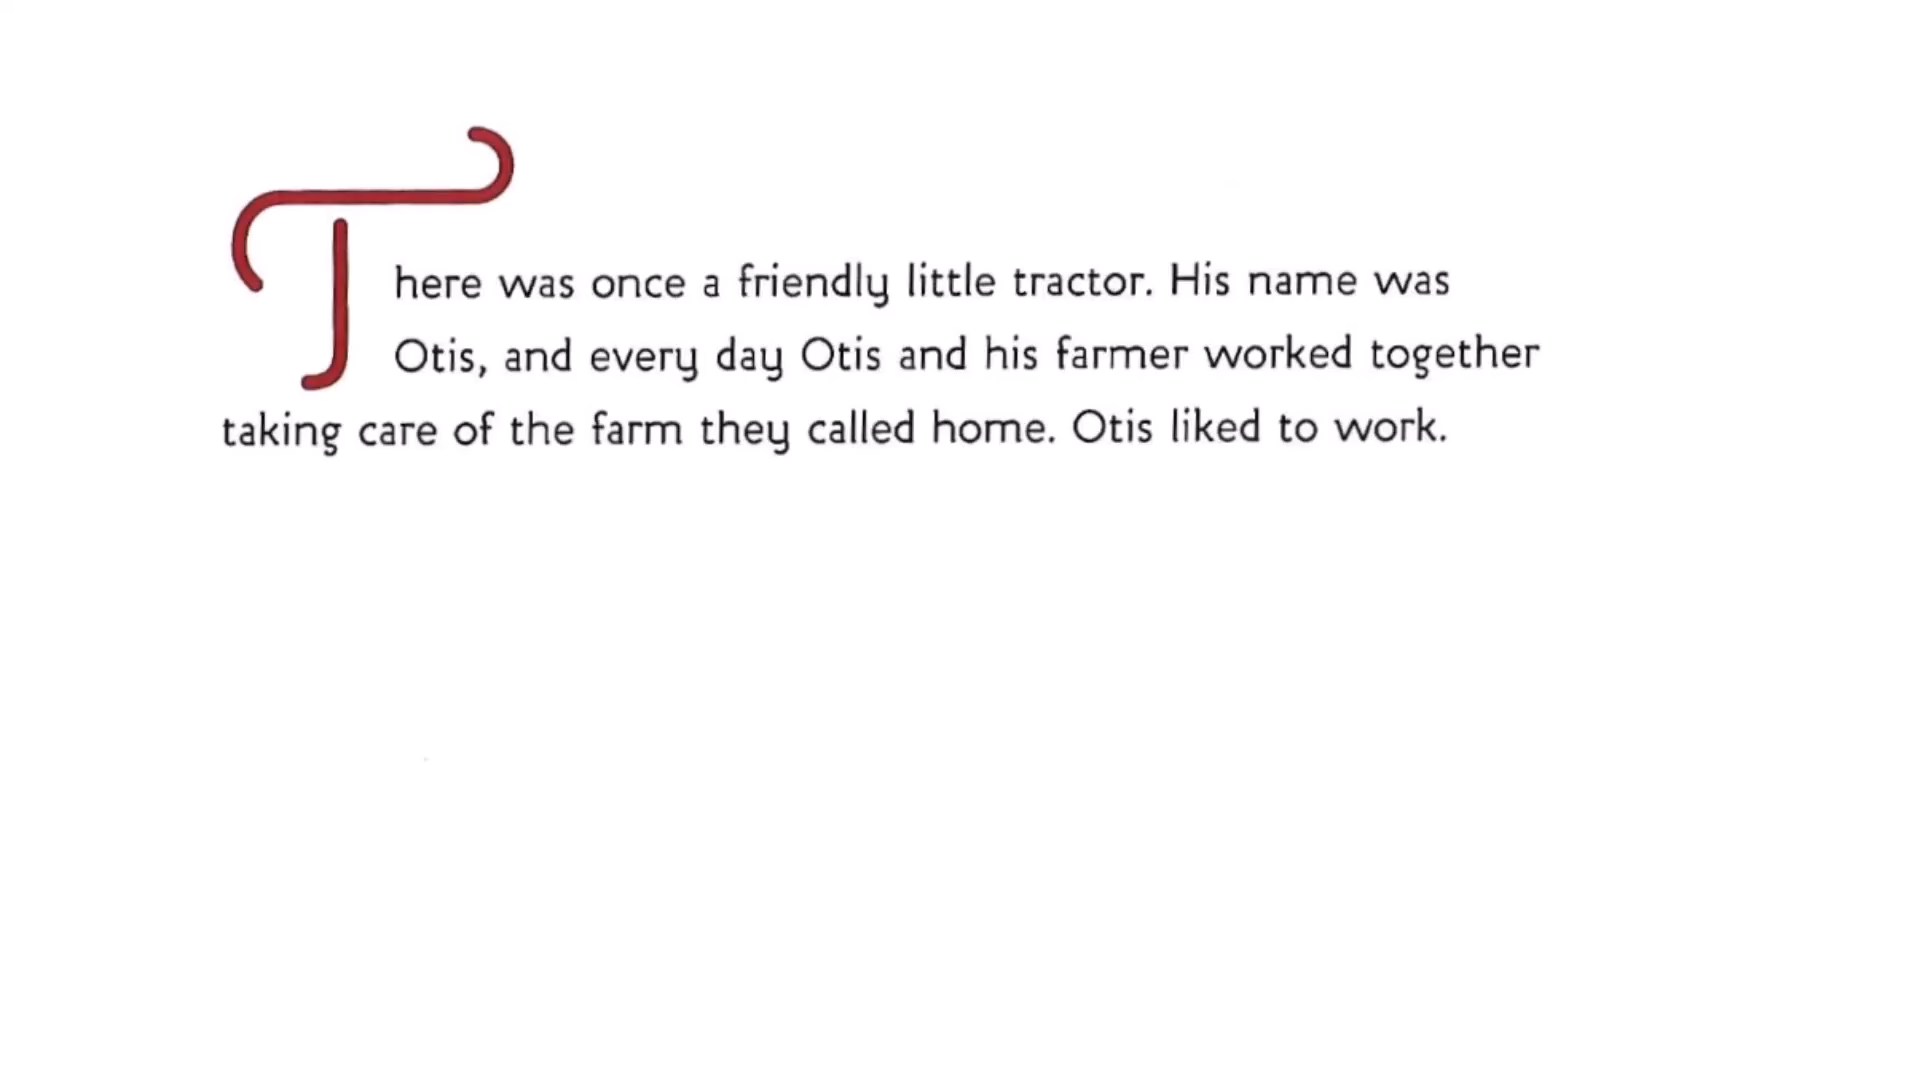 There was once a friendly little tractor. His name was
Otis, and every day Otis and his farmer worked together
taking care of the farm they called home. Otis liked to work.